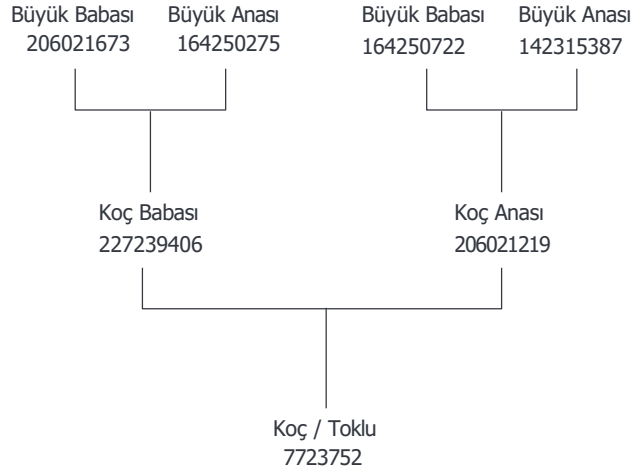 Büyük Babası Büyük Anası Büyük Babası Büyük Anası
206021673 164250275 164250722 142315387
Koç Babası Koç Anası
227239406 206021219
Koç / Toklu
7723752